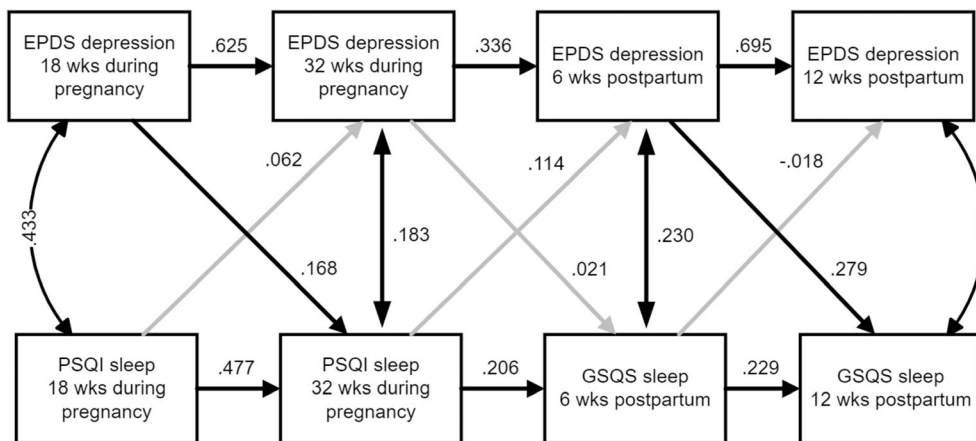 EPDS depression
18 wks during
pregnancy
.625
EPDS depression
32 wks during
pregnancy
.336
EPDS depression
6 wks postpartum
.695
EPDS depression
12 wks postpartum
.433
.062
.168
.183
.114
.021
.230
-.018
.279
PSQI sleep
18 wks during
pregnancy
.477
PSQI sleep
32 wks during
pregnancy
.206
GSQS sleep
6 wks postpartum
.229
GSQS sleep
12 wks postpartum